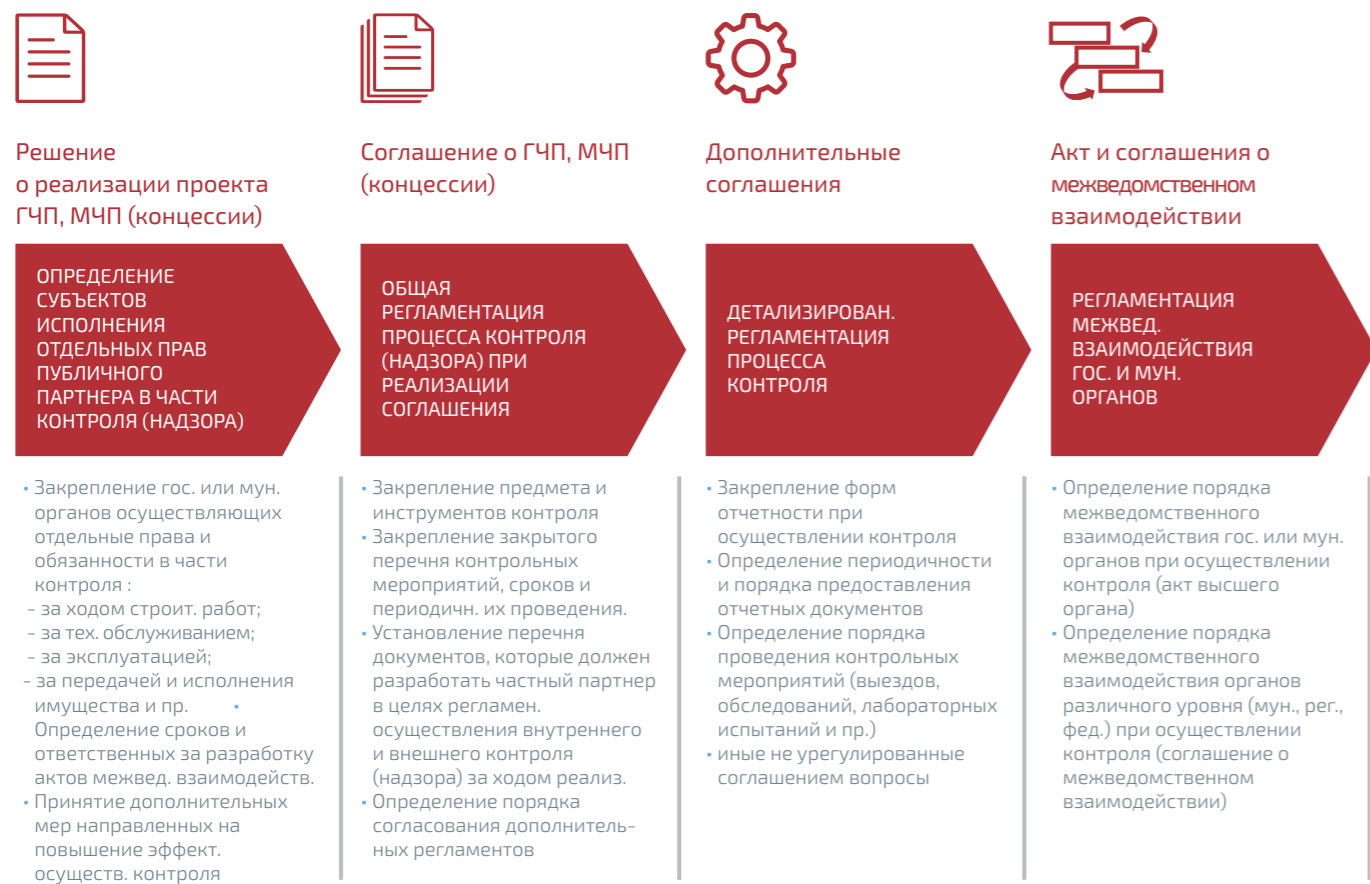 Решение
о реализации проекта
ГЧП, МЧП (концессии)
ОПРЕДЕЛЕНИЕ
СУБЪЕКТОВ
ИСПОЛНЕНИЯ
ОТДЕЛЬНЫХ ПРАВ
ПУБЛИЧНОГО
ПАРТНЕРА В ЧАСТИ
КОНТРОЛЯ (НАДЗОРА)
• Закрепление гос. или мун.
органов осуществляющих
отдельные права и
обязанности в части
контроля :
- за ходом строит. работ;
- за тех. обслуживанием;
- за эксплуатацией;
- за передачей и исполнения
имущества и пр. •
Определение сроков и
ответственных за разработку
актов межвед. взаимодейств.
• Принятие дополнительных
мер направленных на
повышение эффект.
осуществ. контроля
Соглашение о ГЧП, МЧП
(концессии)
ОБЩАЯ
РЕГЛАМЕНТАЦИЯ
ПРОЦЕССА КОНТРОЛЯ
(НАДЗОРА) ПРИ
РЕАЛИЗАЦИИ
СОГЛАШЕНИЯ
• Закрепление предмета и
инструментов контроля
• Закрепление закрытого
перечня контрольных
мероприятий, сроков и
периодичн. их проведения.
• Установление перечня
документов, которые должен
разработать частный партнер
в целях регламен.
осуществления внутреннего
и внешнего контроля
(надзора) за ходом реализ.
• Определение порядка
согласования дополнитель-
ных регламентов
Дополнительные
соглашения
ДЕТАЛИЗИРОВАН.
РЕГЛАМЕНТАЦИЯ
ПРОЦЕССА
КОНТРОЛЯ
• Закрепление форм
отчетности при
осуществлении контроля
• Определение периодичности
и порядка предоставления
отчетных документов
• Определение порядка
проведения контрольных
мероприятий (выездов,
обследований, лабораторных
испытаний и пр.)
• иные не урегулированные
соглашением вопросы
Акт и соглашения о
межведомственном
взаимодействии
РЕГЛАМЕНТАЦИЯ
МЕЖВЕД.
ВЗАИМОДЕЙСТВИЯ
ГОС. И МУН.
ОРГАНОВ
• Определение порядка
межведомственного
взаимодействия гос. или мун.
органов при осуществлении
контроля (акт высшего
органа)
• Определение порядка
межведомственного
взаимодействия органов
различного уровня (мун., рег.,
фед.) при осуществлении
контроля (соглашение о
межведомственном
взаимодействии)